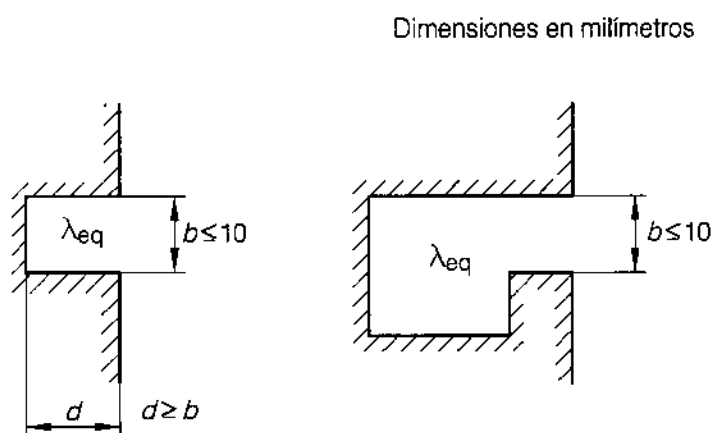 Dimensiones en milímetros
λeq
b≤10
λeq
b≤10
d
d≥b